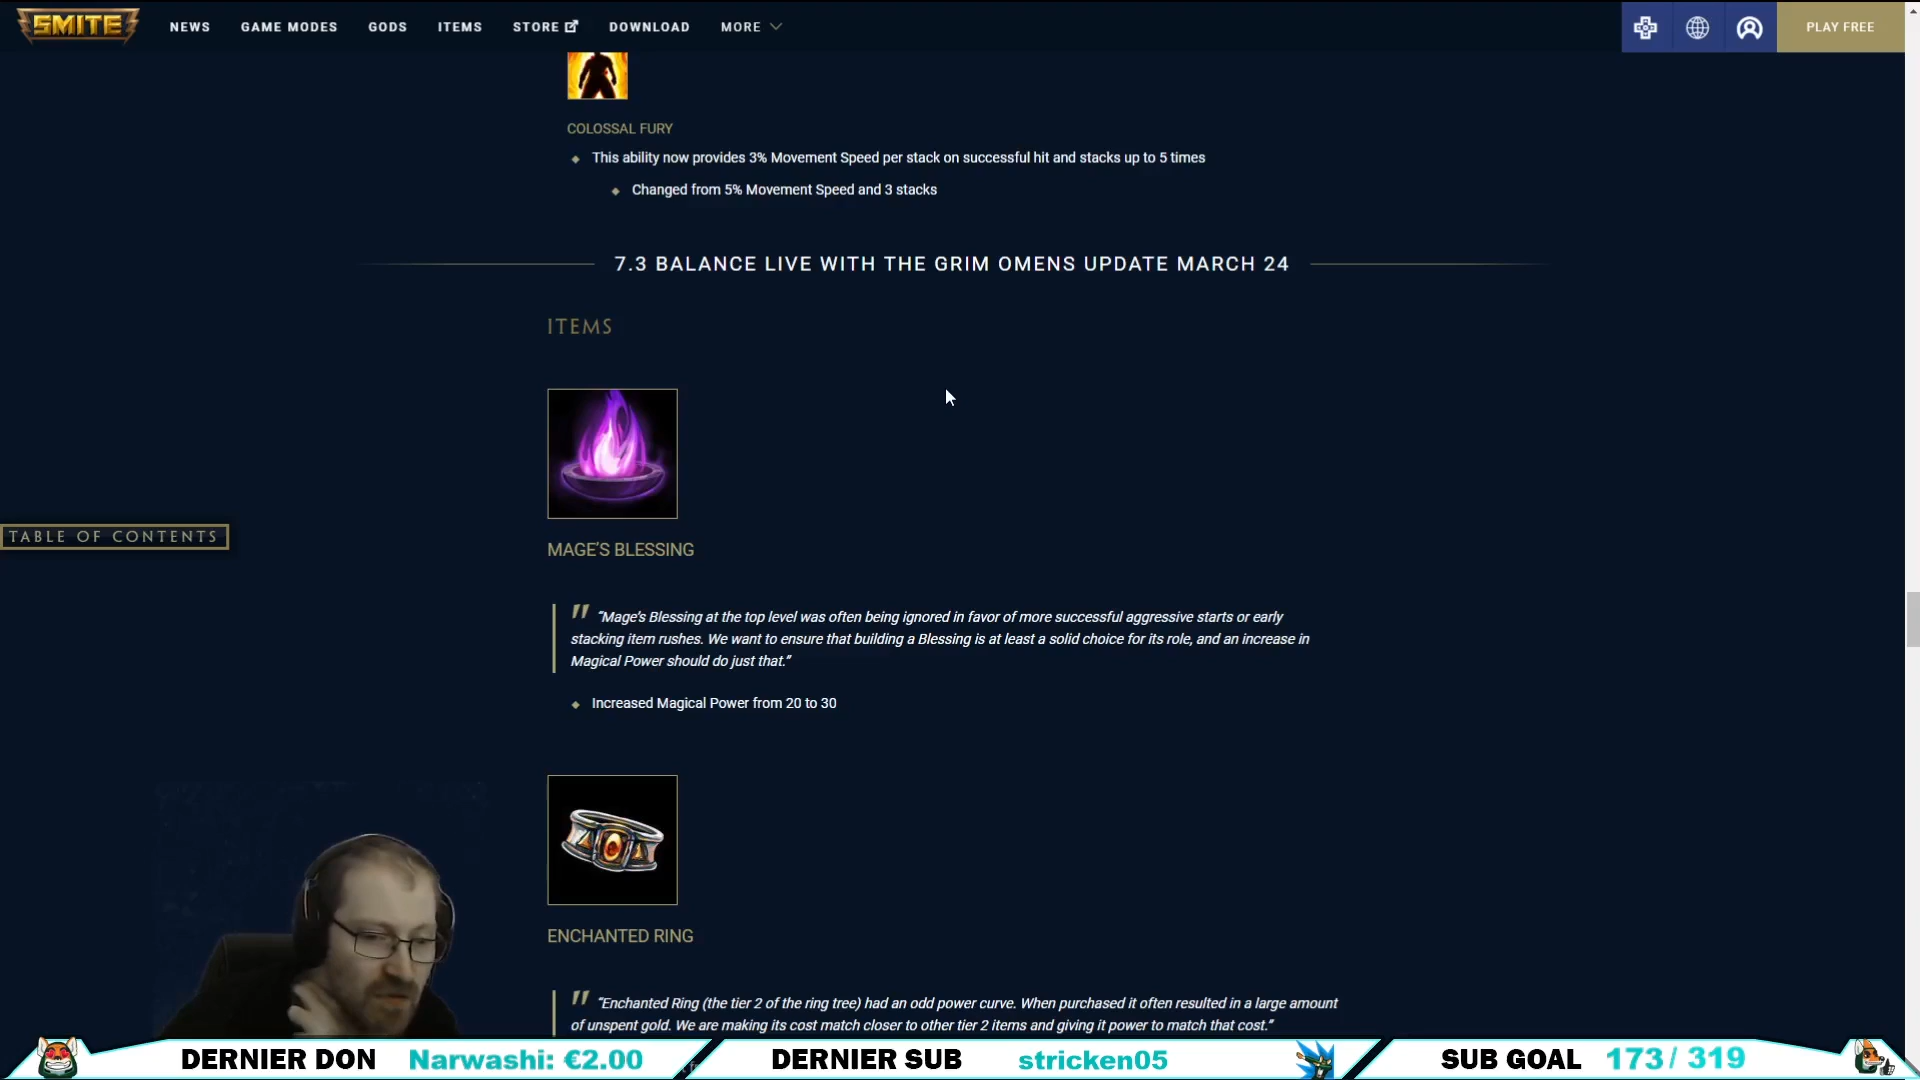 SMITE
NEWS GAME MODES GODS ITEMS STORE DOWNLOAD MORE PLAY FREE
COLOSSAL FURY
This ability now provides 3% Movement Speed per stack on successful hit and stacks up to 5 times
Changed from 5% Movement Speed and 3 stacks
7.3 BALANCE LIVE WITH THE GRIM OMENS UPDATE MARCH 24
ITEMS
TABLE OF CONTENTS
MAGE'S BLESSING
"Mage's Blessing at the top level was often being ignored in favor of more successful aggressive starts or early
stacking item rushes. We want to ensure that building a Blessing is at least a solid choice for its role, and an increase in
Magical Power should do just that."
Increased Magical Power from 20 to 30
ENCHANTED RING
"Enchanted Ring (the tier 2 of the ring tree) had an odd power curve. When purchased it often resulted in a large amount
of unspent gold. We are making its cost match closer to other tier 2 items and giving it power to match that cost."
DERNIER DON Narwashi: €2.00 DERNIER SUB stricken05 SUB GOAL 173 / 319